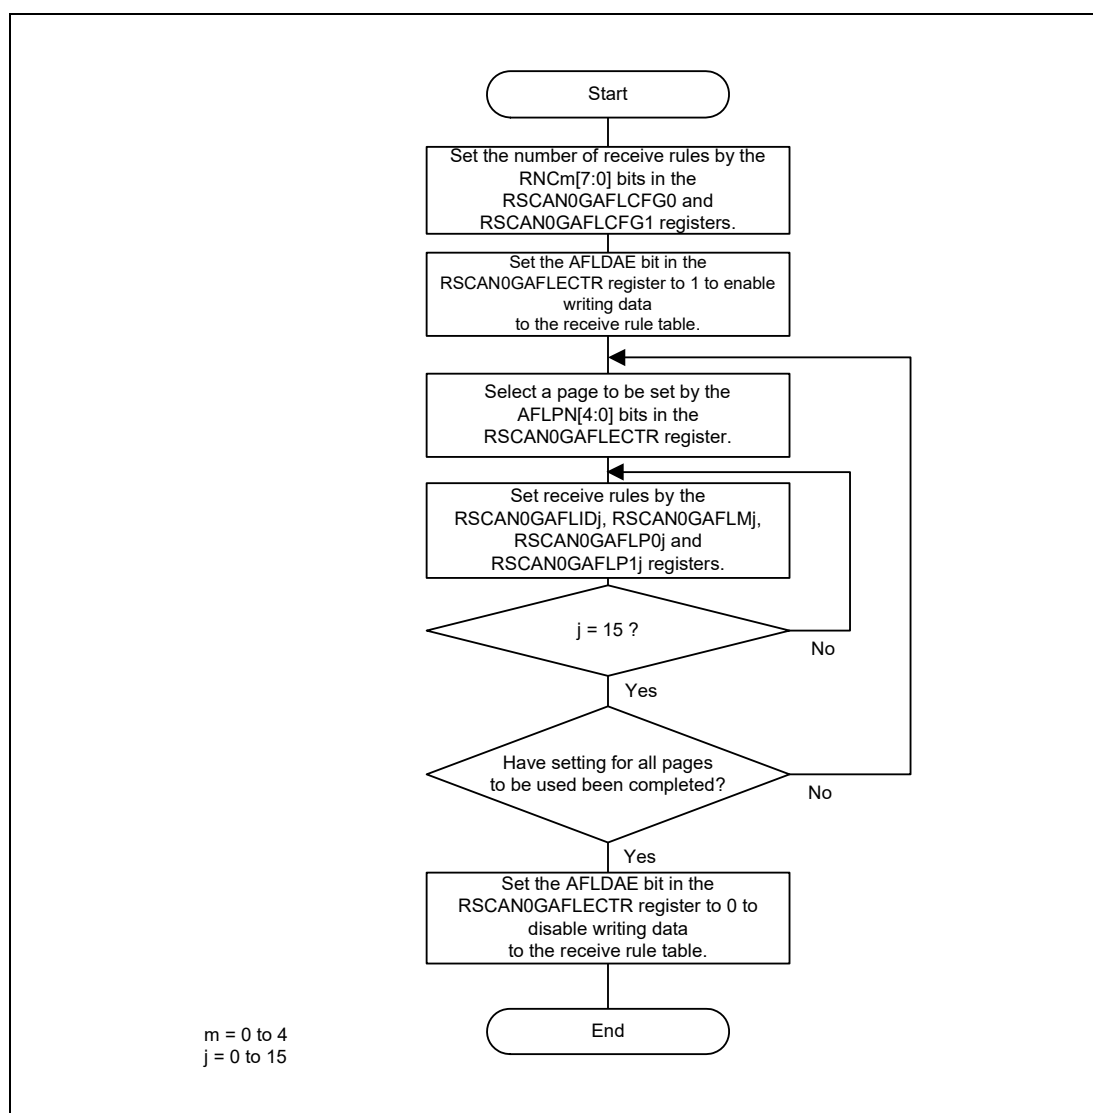 Start
Set the number of receive rules by the
RNCm[7:0] bits in the
RSCAN0GAFLCFG0 and
RSCAN0GAFLCFG1 registers.
Set the AFLDAE bit in the
RSCAN0GAFLECTR register to 1 to enable
writing data
to the receive rule table.
Select a page to be set by the
AFLPN[4:0] bits in the
RSCAN0GAFLECTR register.
Set receive rules by the
RSCAN0GAFLIDj, RSCAN0GAFLMj,
RSCAN0GAFLP0j and
RSCAN0GAFLP1j registers.
j = 15 ?
No
Yes
Have setting for all pages
to be used been completed?
No
Yes
Set the AFLDAE bit in the
RSCAN0GAFLECTR register to 0 to
disable writing data
to the receive rule table.
End
m = 0 to 4
j = 0 to 15